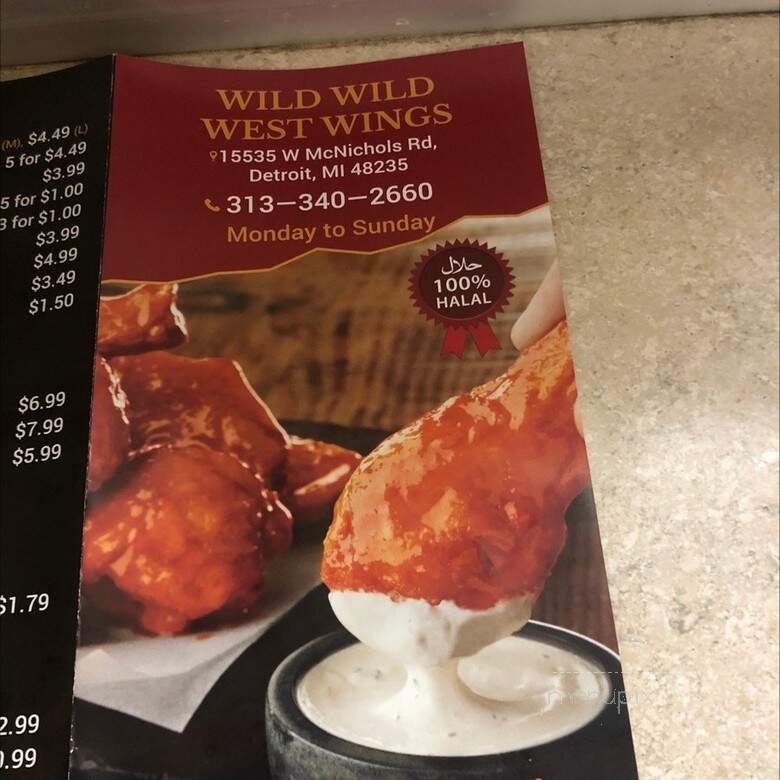 (M), $4.49 (L)
5 for $4.49
$3.99
5 for $1.00
3 for $1.00
$3.99
$4.99
$3.49
$1.50
$6.99
$7.99
$5.99
$1.79
2.99
0.99
WILD WILD
WEST WINGS
15535 W McNichols Rd,
Detroit, MI 48235
313—340—2660
Monday to Sunday
حلال
100%
HALAL